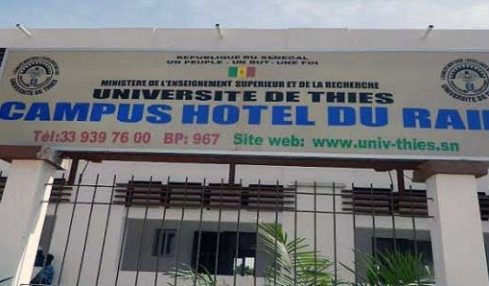 REPUBLIQUE DU SENEGAL
UN PEUPLE - UN BUT - UNE FOI
MINISTERE DE L'ENSEIGNEMENT SUPERIEUR ET DE LA RECHERCHE
UNIVERSITE DE THIES
CAMPUS HOTEL DU RAIL
Tél:33 939 76 00 BP: 967 Site web: www.univ-thies.sn